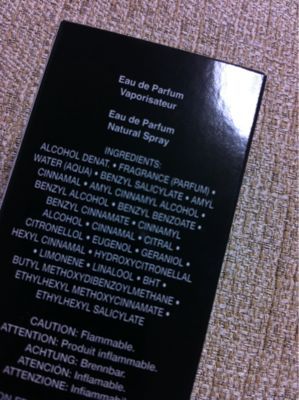 Eau de Parfum
Vaporisateur
Eau de Parfum
Natural Spray
INGREDIENTS:
ALCOHOL DENAT. • FRAGRANCE (PARFUM) •
WATER (AQUA) • BENZYL SALICYLATE • AMYL
CINNAMAL • AMYL CINNAMYL ALCOHOL •
BENZYL ALCOHOL • BENZYL BENZOATE •
BENZYL CINNAMATE • CINNAMYL
ALCOHOL • CINNAMAL • CITRAL •
CITRONELLOL • EUGENOL • GERANIOL •
HEXYL CINNAMAL • HYDROXYCITRONELLAL
• LIMONENE • LINALOOL • BHT •
BUTYL METHOXYDIBENZOYLMETHANE •
ETHYLHEXYL METHOXYCINNAMATE •
ETHYLHEXYL SALICYLATE
CAUTION: Flammable.
ATTENTION: Produit inflammable.
ACHTUNG: Brennbar.
ATENCIÓN: Inflamable.
ATTENZIONE: Infiammabile.